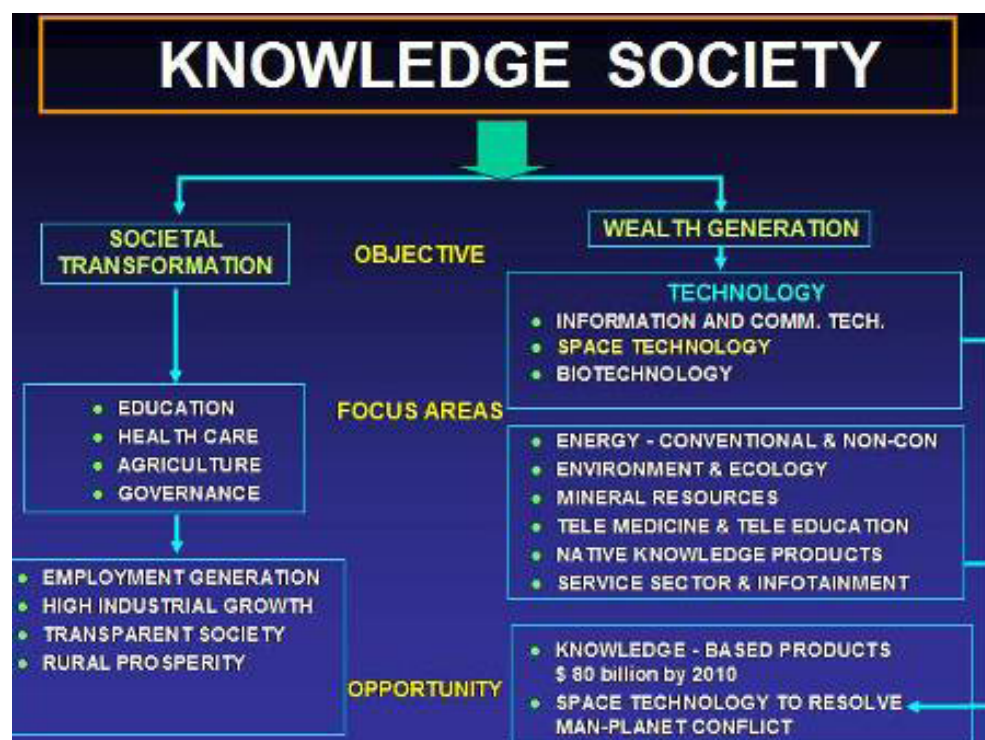 KNOWLEDGE SOCIETY
SOCIETAL
TRANSFORMATION
OBJECTIVE
WEALTH GENERATION
TECHNOLOGY
INFORMATION AND COMM. TECH.
SPACE TECHNOLOGY
BIOTECHNOLOGY
EDUCATION
HEALTH CARE
AGRICULTURE
GOVERNANCE
FOCUS AREAS
ENERGY - CONVENTIONAL & NON-CON
ENVIRONMENT & ECOLOGY
MINERAL RESOURCES
TELE MEDICINE & TELE EDUCATION
NATIVE KNOWLEDGE PRODUCTS
SERVICE SECTOR & INFOTAINMENT
EMPLOYMENT GENERATION
HIGH INDUSTRIAL GROWTH
TRANSPARENT SOCIETY
RURAL PROSPERITY
OPPORTUNITY
KNOWLEDGE - BASED PRODUCTS
$ 80 billion by 2010
SPACE TECHNOLOGY TO RESOLVE
MAN-PLANET CONFLICT